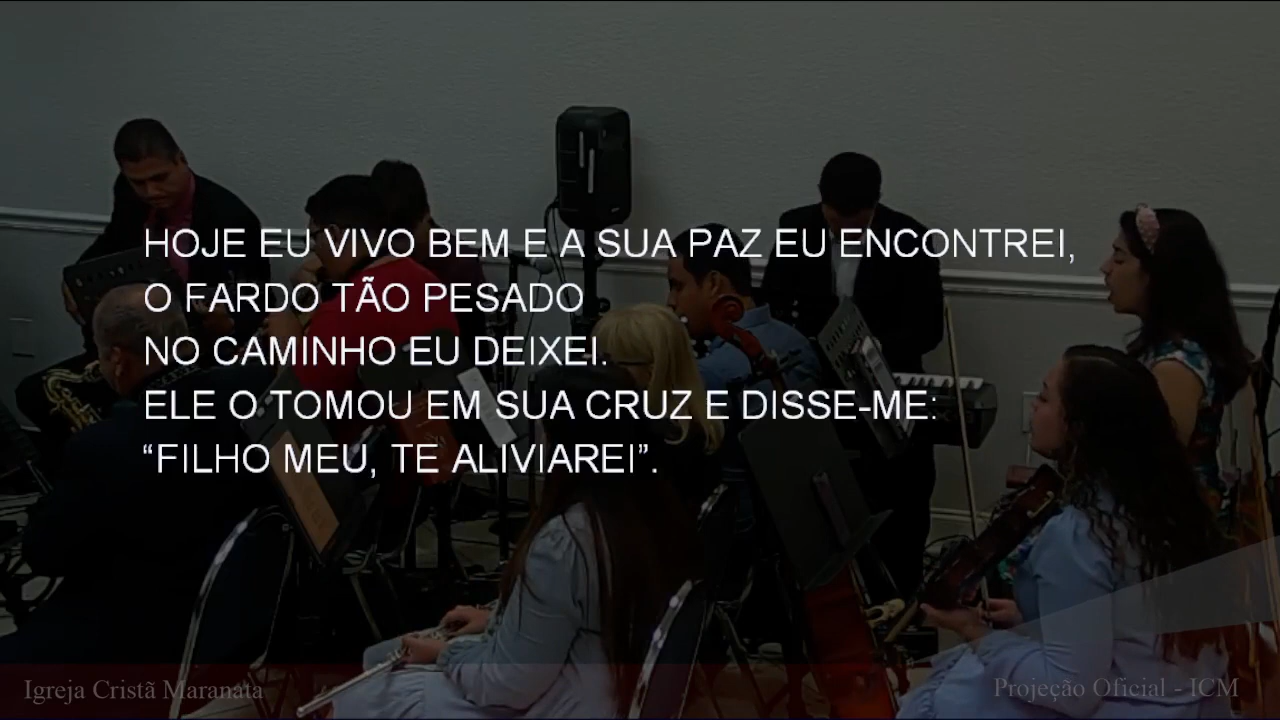 HOJE EU VIVO BEM E A SUA PAZ EU ENCONTREI,
O FARDO TÃO PESADO
NO CAMINHO EU DEIXEI.
ELE O TOMOU EM SUA CRUZ E DISSE-ME:
“FILHO MEU, TE ALIVIAREI”.
Igreja Cristã Maranata
Projeção Oficial - ICM